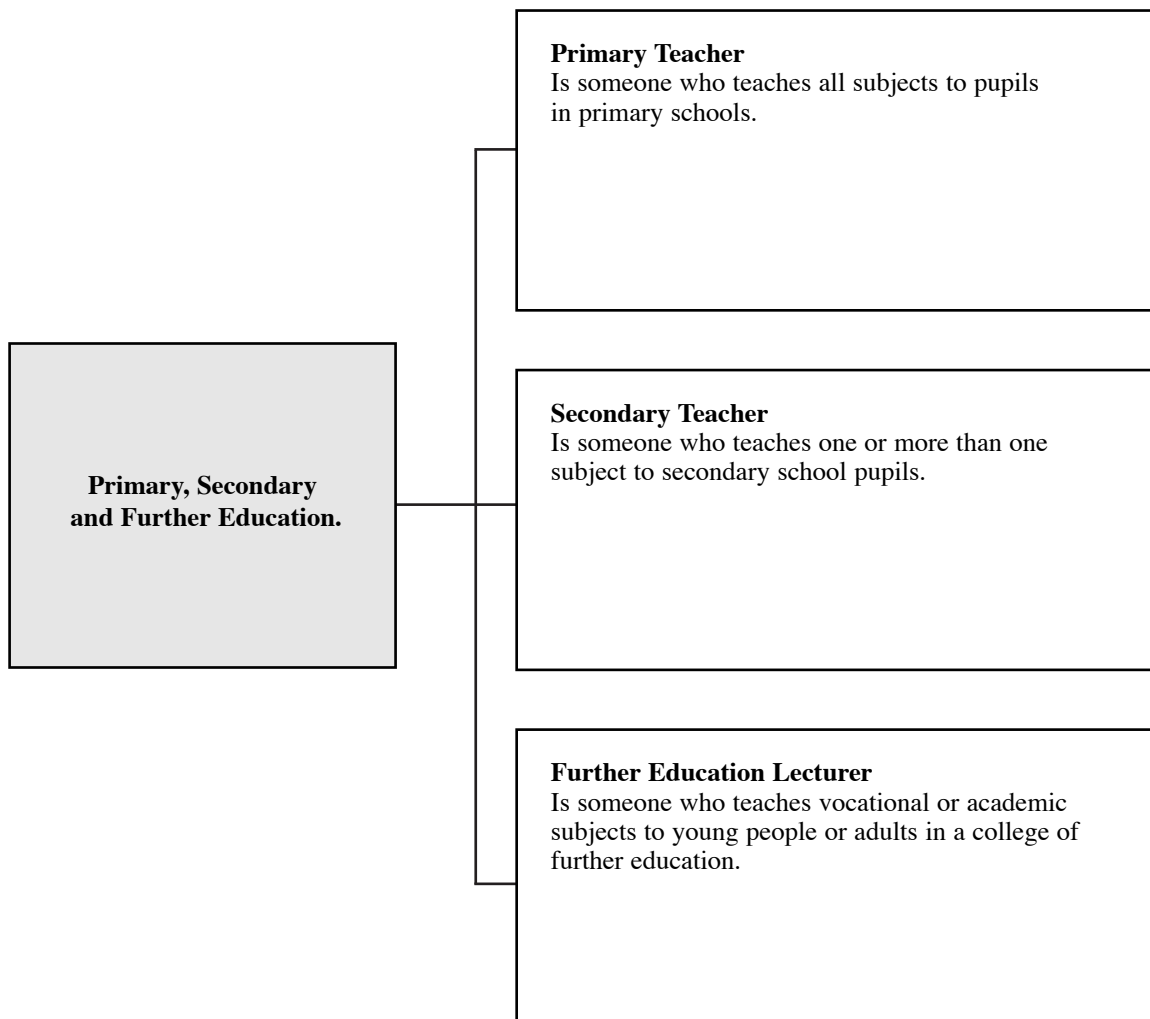 Primary Teacher
Is someone who teaches all subjects to pupils
in primary schools.
Primary, Secondary
and Further Education.
Secondary Teacher
Is someone who teaches one or more than one
subject to secondary school pupils.
Further Education Lecturer
Is someone who teaches vocational or academic
subjects to young people or adults in a college of
further education.